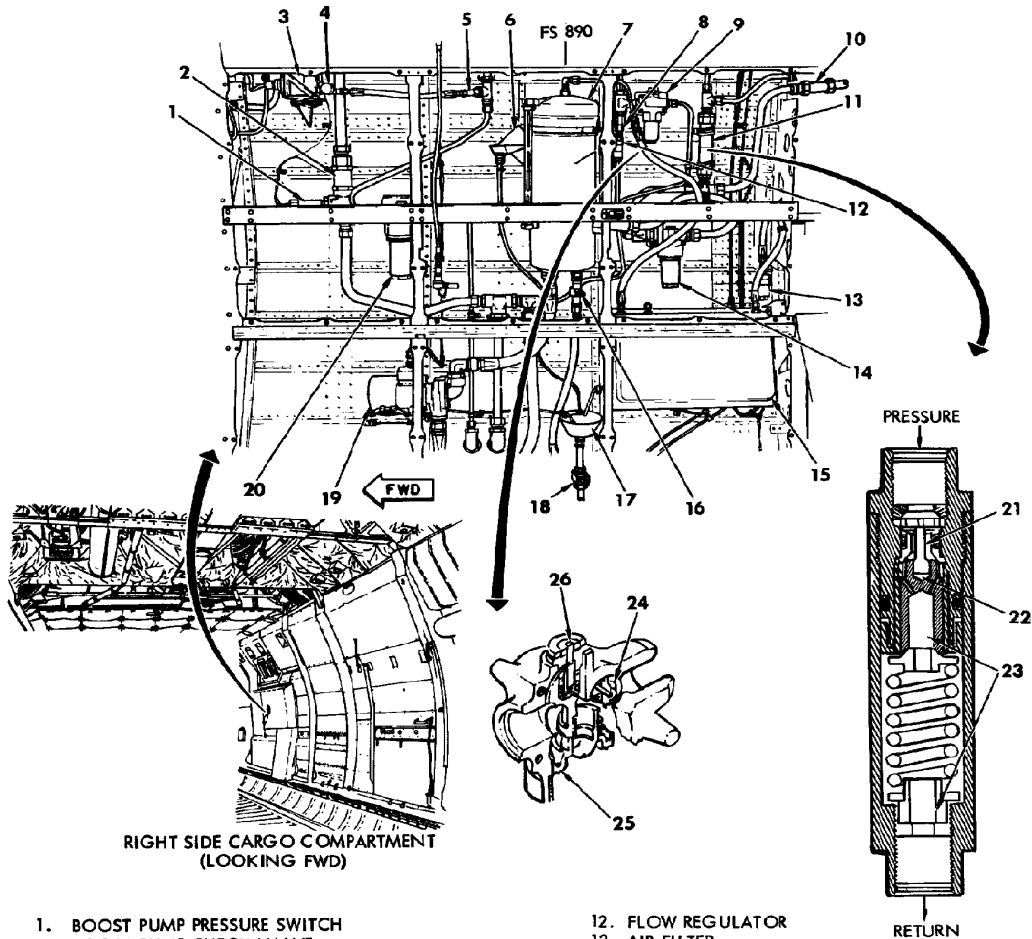 3 4 5 6 FS 890 7 8 9 10
2
1
11
12
13
14
15
20 19 FWD 18 17 16
PRESSURE
21
22
23
26 24
25
RIGHT SIDE CARGO COMPARTMENT
(LOOKING FWD)
RETURN
1. BOOST PUMP PRESSURE SWITCH
12. FLOW REGULATOR